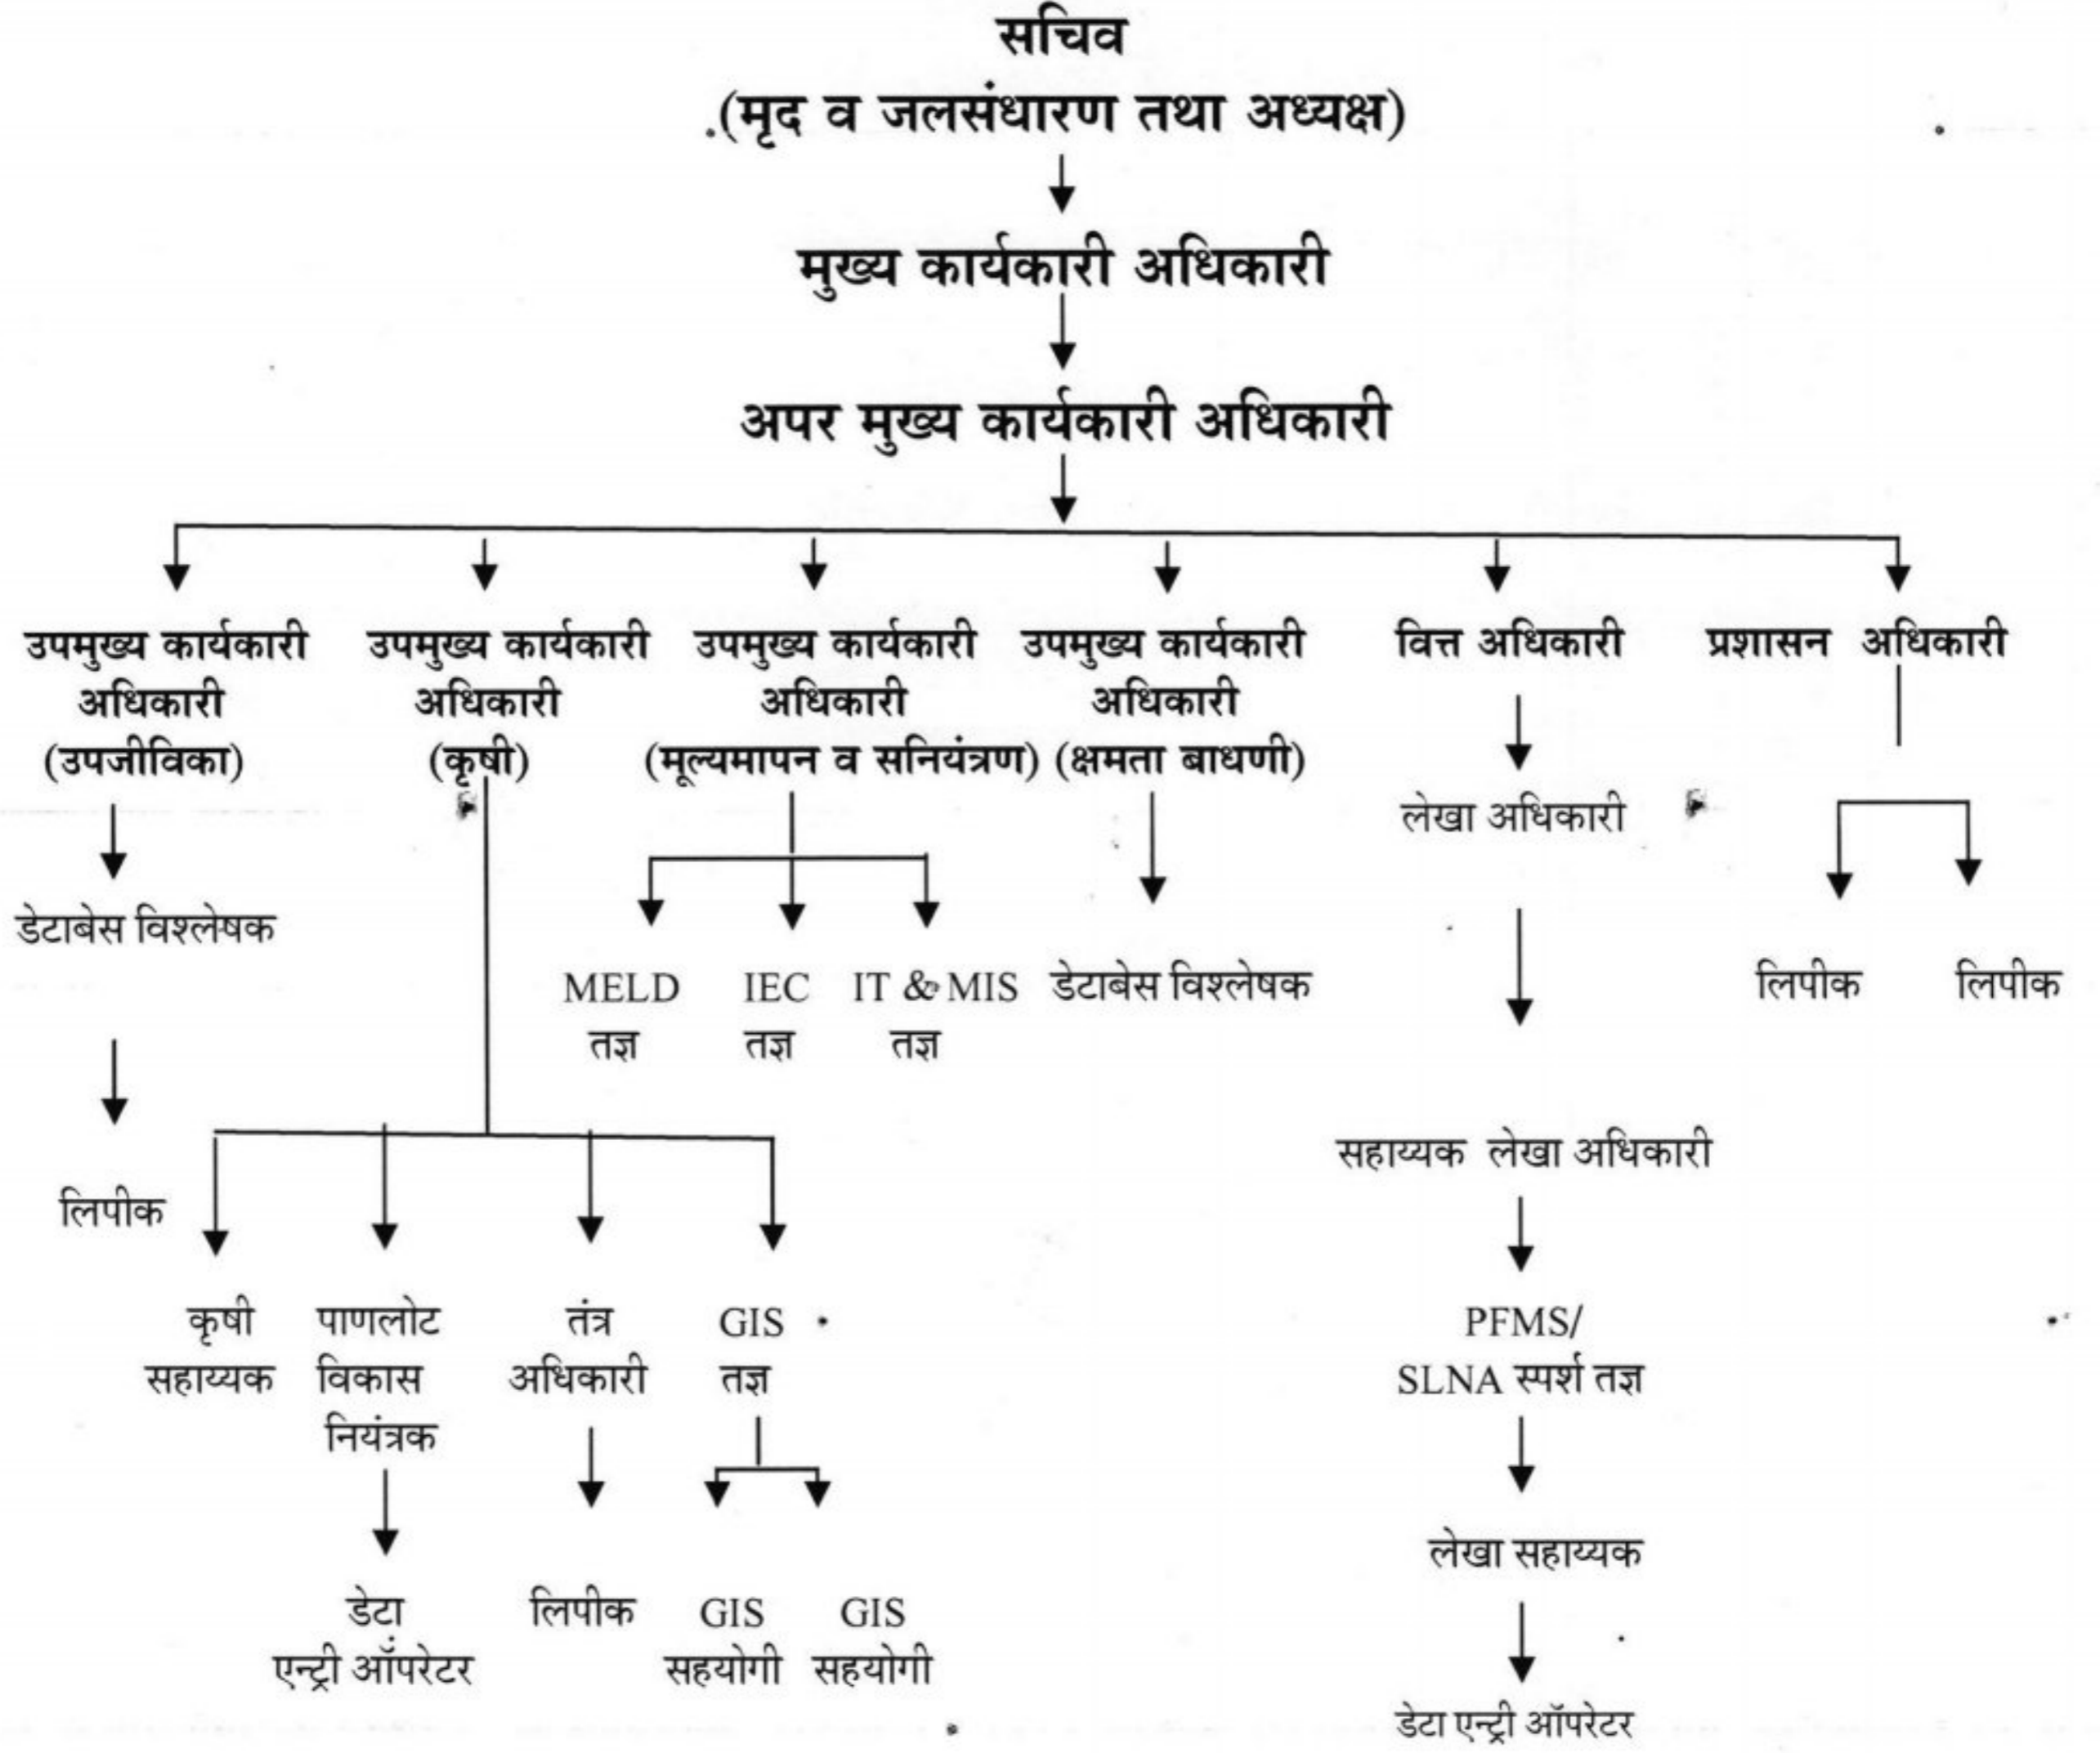 सचिव
(मृद व जलसंधारण तथा अध्यक्ष)
मुख्य कार्यकारी अधिकारी
अपर मुख्य कार्यकारी अधिकारी
उपमुख्य कार्यकारी
अधिकारी
(उपजीविका)
उपमुख्य कार्यकारी
अधिकारी
(कृषी)
उपमुख्य कार्यकारी
अधिकारी
(मूल्यमापन व सनियंत्रण)
उपमुख्य कार्यकारी
अधिकारी
(क्षमता बाधणी)
वित्त अधिकारी
प्रशासन अधिकारी
लेखा अधिकारी
डेटाबेस विश्लेषक
MELD
तज्ञ
IEC
तज्ञ
IT & MIS
तज्ञ
डेटाबेस विश्लेषक
लिपीक
लिपीक
सहाय्यक लेखा अधिकारी
लिपीक
कृषी
सहाय्यक
पाणलोट
विकास
नियंत्रक
तंत्र
अधिकारी
GIS
तज्ञ
PFMS/
SLNA स्पर्श तज्ञ
लेखा सहाय्यक
डेटा
एन्ट्री ऑपरेटर
लिपीक
GIS
सहयोगी
GIS
सहयोगी
डेटा एन्ट्री ऑपरेटर